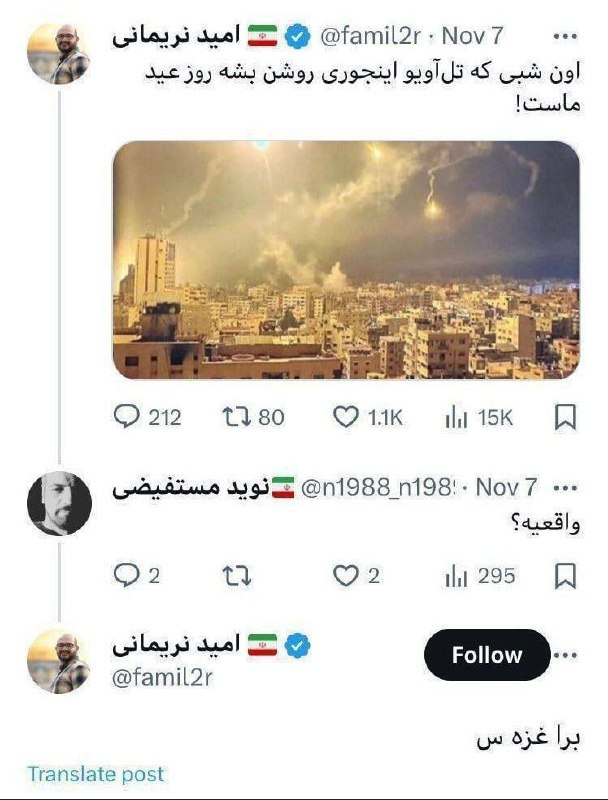 امید نریمانی @famil2r · Nov 7
اون شبی که تل‌آویو اینجوری روشن بشه روز عید
ماست!
212 80 1.1K 15K
نوید مستفیضی @n1988_n198 · Nov 7
واقعیه؟
2 2 295
امید نریمانی
@famil2r
Follow
برا غزه س
Translate post